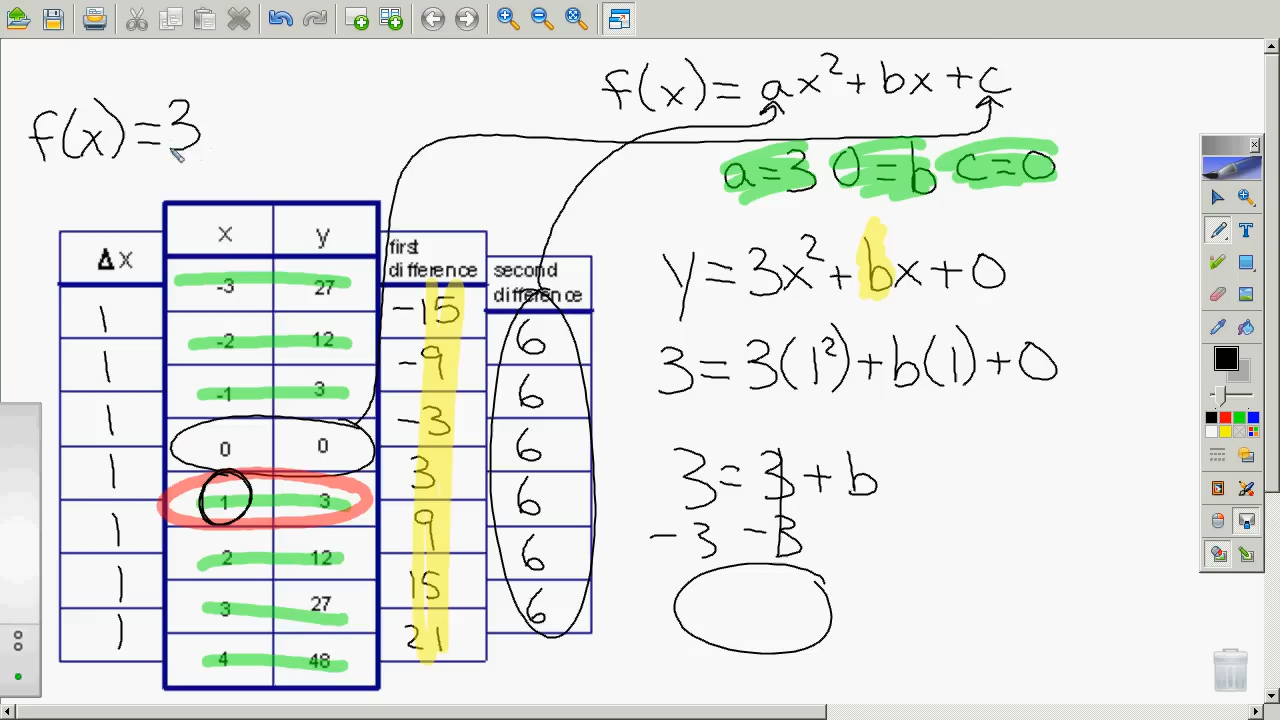 f(x) = ax² + bx + c
f(x) = 3
a = 3 0 = b c = 0
Δx x y first difference second difference
-3 27
1 -15
-2 12 6
1 -9
-1 3 6
1 -3
0 0 6
1 3
1 3 6
1 9
2 12 6
1 15
3 27 6
1 21
4 48
y = 3x² + bx + 0
3 = 3(1²) + b(1) + 0
3 = 3 + b
-3 -3